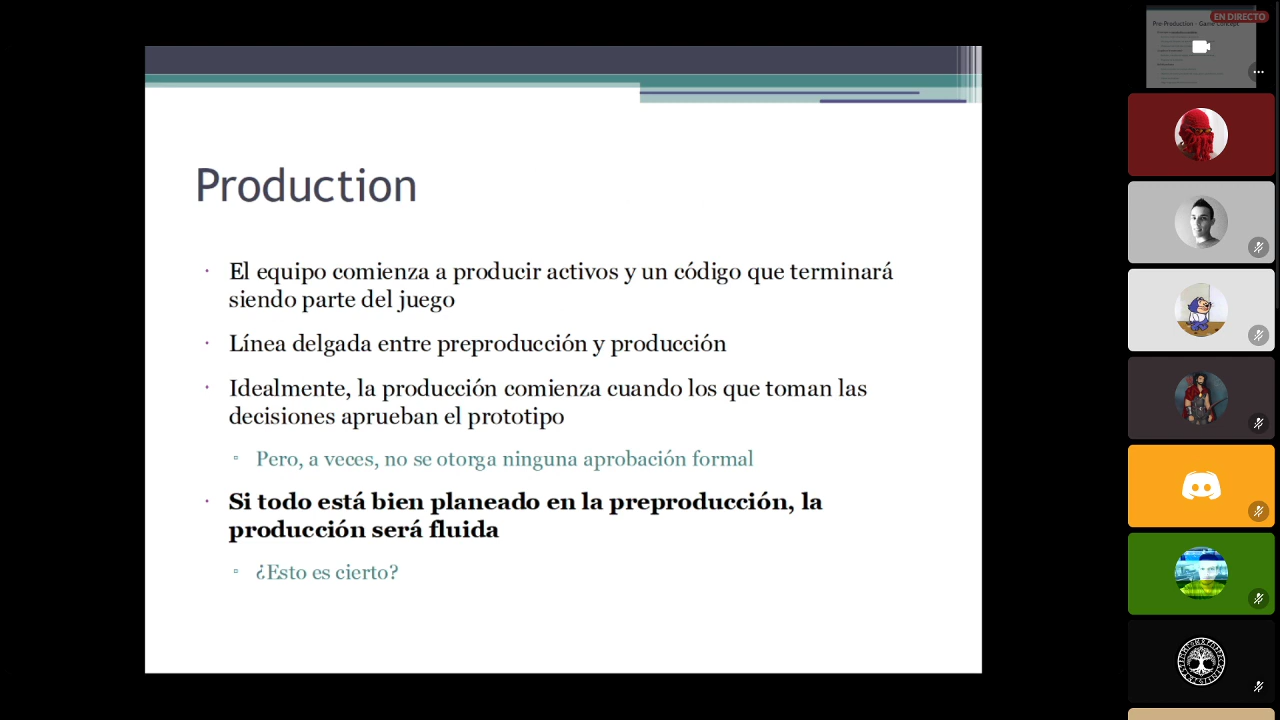 Production
El equipo comienza a producir activos y un código que terminará
siendo parte del juego
Línea delgada entre preproducción y producción
Idealmente, la producción comienza cuando los que toman las
decisiones aprueban el prototipo
Pero, a veces, no se otorga ninguna aprobación formal
Si todo está bien planeado en la preproducción, la
producción será fluida
¿Esto es cierto?
EN DIRECTO
Pre-Production - Game